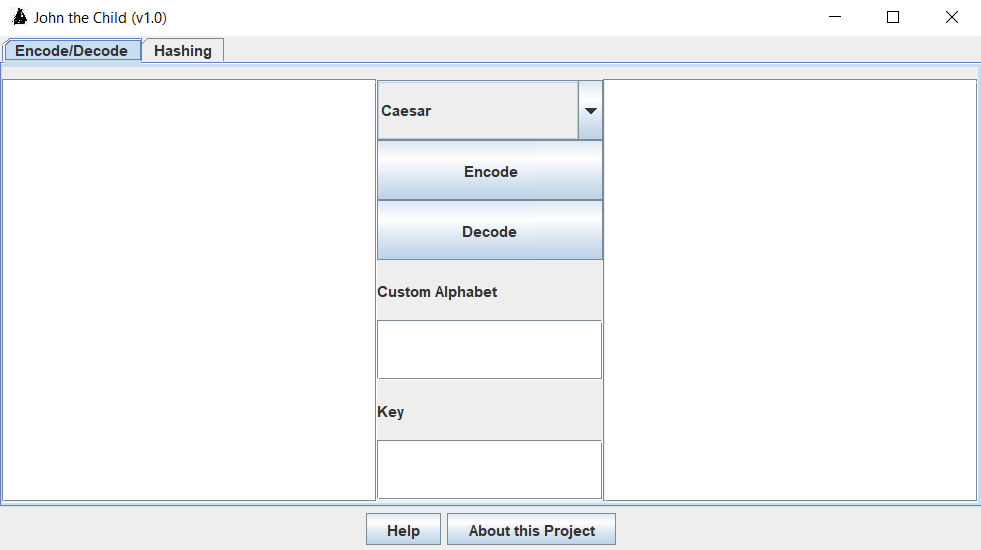 John the Child (v1.0)
Encode/Decode Hashing
Caesar
Encode
Decode
Custom Alphabet
Key
Help About this Project